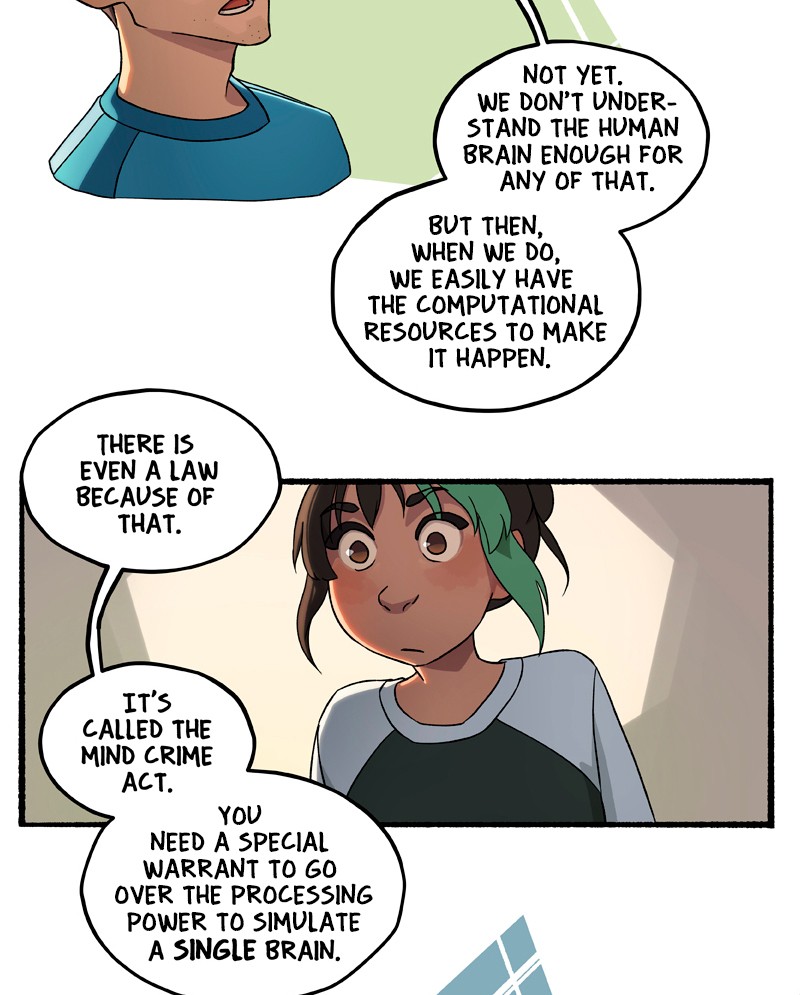 NOT YET.
WE DON'T UNDER-
STAND THE HUMAN
BRAIN ENOUGH FOR
ANY OF THAT.
BUT THEN,
WHEN WE DO,
WE EASILY HAVE
THE COMPUTATIONAL
RESOURCES TO MAKE
IT HAPPEN.
THERE IS
EVEN A LAW
BECAUSE OF
THAT.
IT'S
CALLED THE
MIND CRIME
ACT.
YOU
NEED A SPECIAL
WARRANT TO GO
OVER THE PROCESSING
POWER TO SIMULATE
A SINGLE BRAIN.